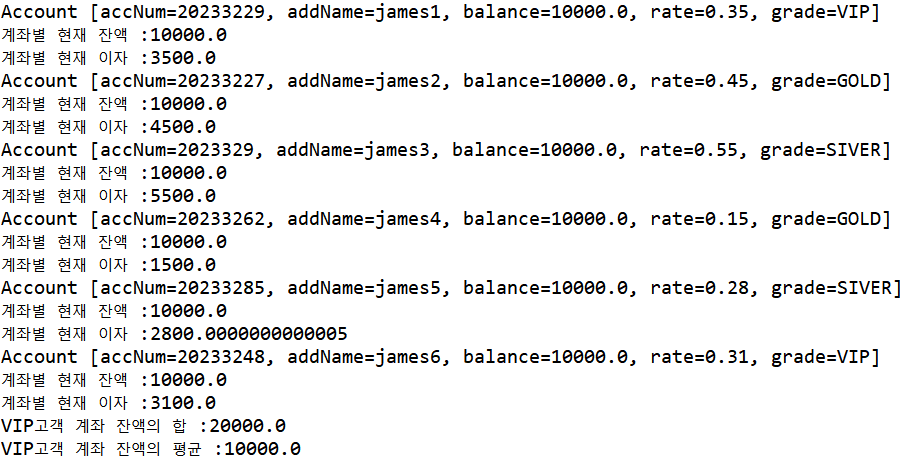 Account [accNum=20233229, addName=james1, balance=10000.0, rate=0.35, grade=VIP]
계좌별 현재 잔액 :10000.0
계좌별 현재 이자 :3500.0
Account [accNum=20233227, addName=james2, balance=10000.0, rate=0.45, grade=GOLD]
계좌별 현재 잔액 :10000.0
계좌별 현재 이자 :4500.0
Account [accNum=2023329, addName=james3, balance=10000.0, rate=0.55, grade=SIVER]
계좌별 현재 잔액 :10000.0
계좌별 현재 이자 :5500.0
Account [accNum=20233262, addName=james4, balance=10000.0, rate=0.15, grade=GOLD]
계좌별 현재 잔액 :10000.0
계좌별 현재 이자 :1500.0
Account [accNum=20233285, addName=james5, balance=10000.0, rate=0.28, grade=SIVER]
계좌별 현재 잔액 :10000.0
계좌별 현재 이자 :2800.0000000000005
Account [accNum=20233248, addName=james6, balance=10000.0, rate=0.31, grade=VIP]
계좌별 현재 잔액 :10000.0
계좌별 현재 이자 :3100.0
VIP고객 계좌 잔액의 합 :20000.0
VIP고객 계좌 잔액의 평균 :10000.0